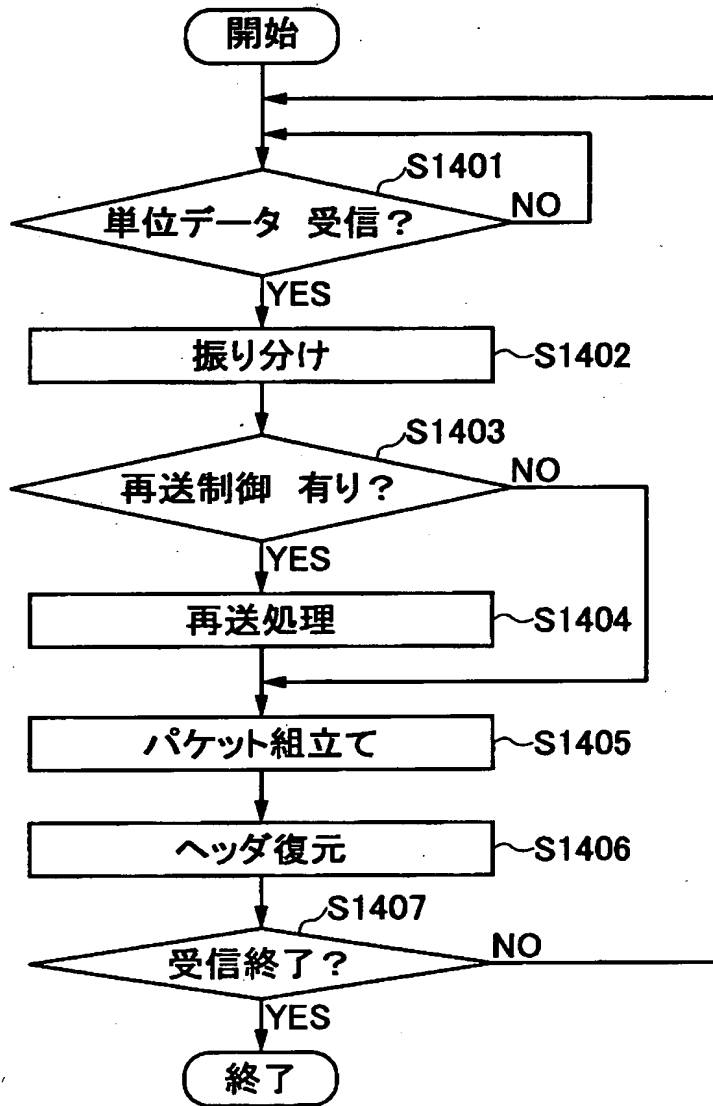 開始
S1401
単位データ 受信？
NO
YES
振り分け
S1402
S1403
再送制御 有り？
NO
YES
再送処理
S1404
パケット組立て
S1405
ヘッダ復元
S1406
S1407
受信終了？
NO
YES
終了